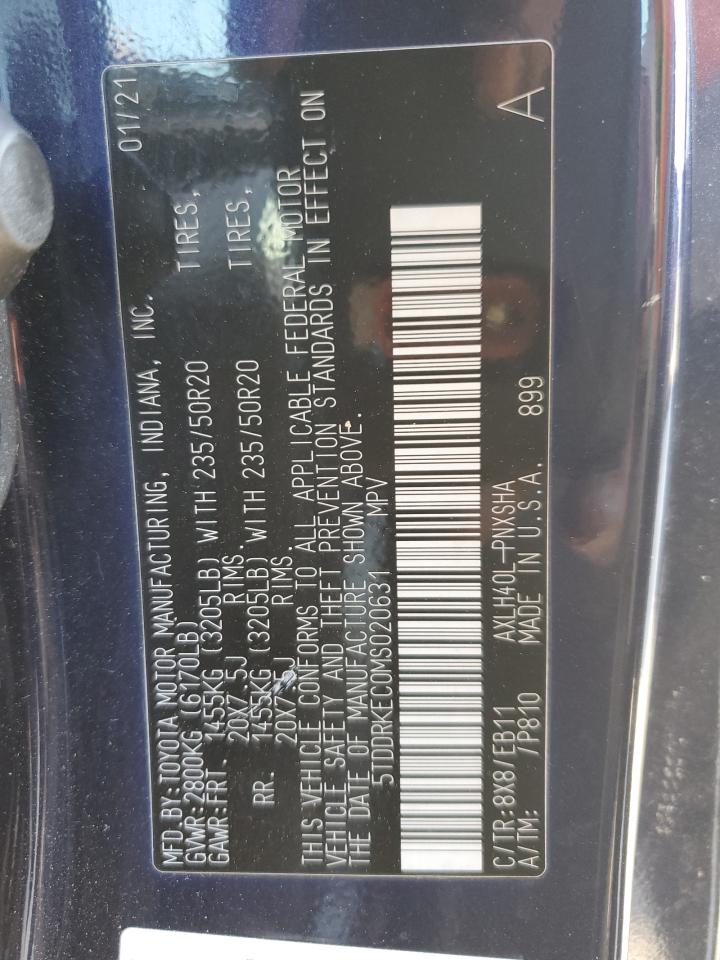 MFD BY:TOYOTA MOTOR MANUFACTURING, INDIANA, INC. 01/21
GVWR:2800KG (6170LB)
GAWR:FRT. 1455KG (3205LB) WITH 235/50R20 TIRES,
20X7.5J RIMS.
RR. 1455KG (3205LB) WITH 235/50R20 TIRES,
20X7.5J RIMS.
THIS VEHICLE CONFORMS TO ALL APPLICABLE FEDERAL MOTOR
VEHICLE SAFETY AND THEFT PREVENTION STANDARDS IN EFFECT ON
THE DATE OF MANUFACTURE SHOWN ABOVE.
5TDDRKEC0MS020631 MPV
C/TR:8X8/EB11 AXLH40L-PNXSHA
A/TM: /P810 MADE IN U.S.A. 899 A